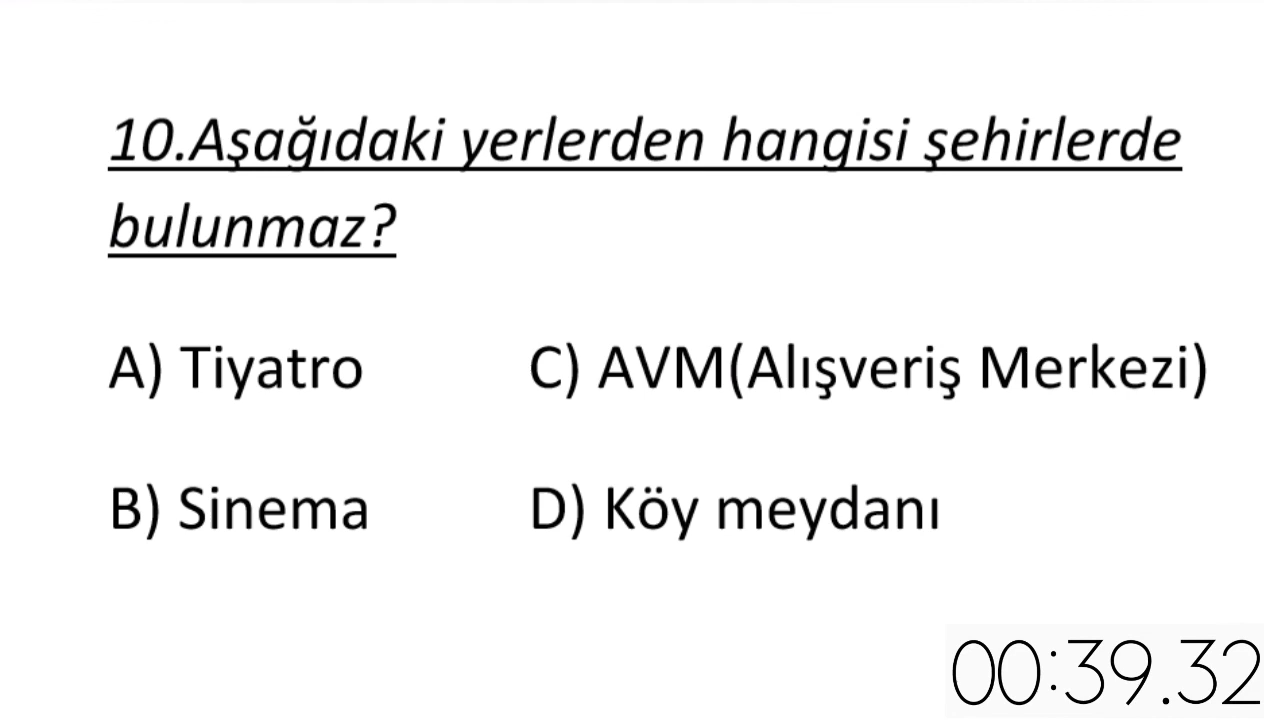 10.Aşağıdaki yerlerden hangisi şehirlerde
bulunmaz?
A) Tiyatro
C) AVM(Alışveriş Merkezi)
B) Sinema
D) Köy meydanı
00:39.32